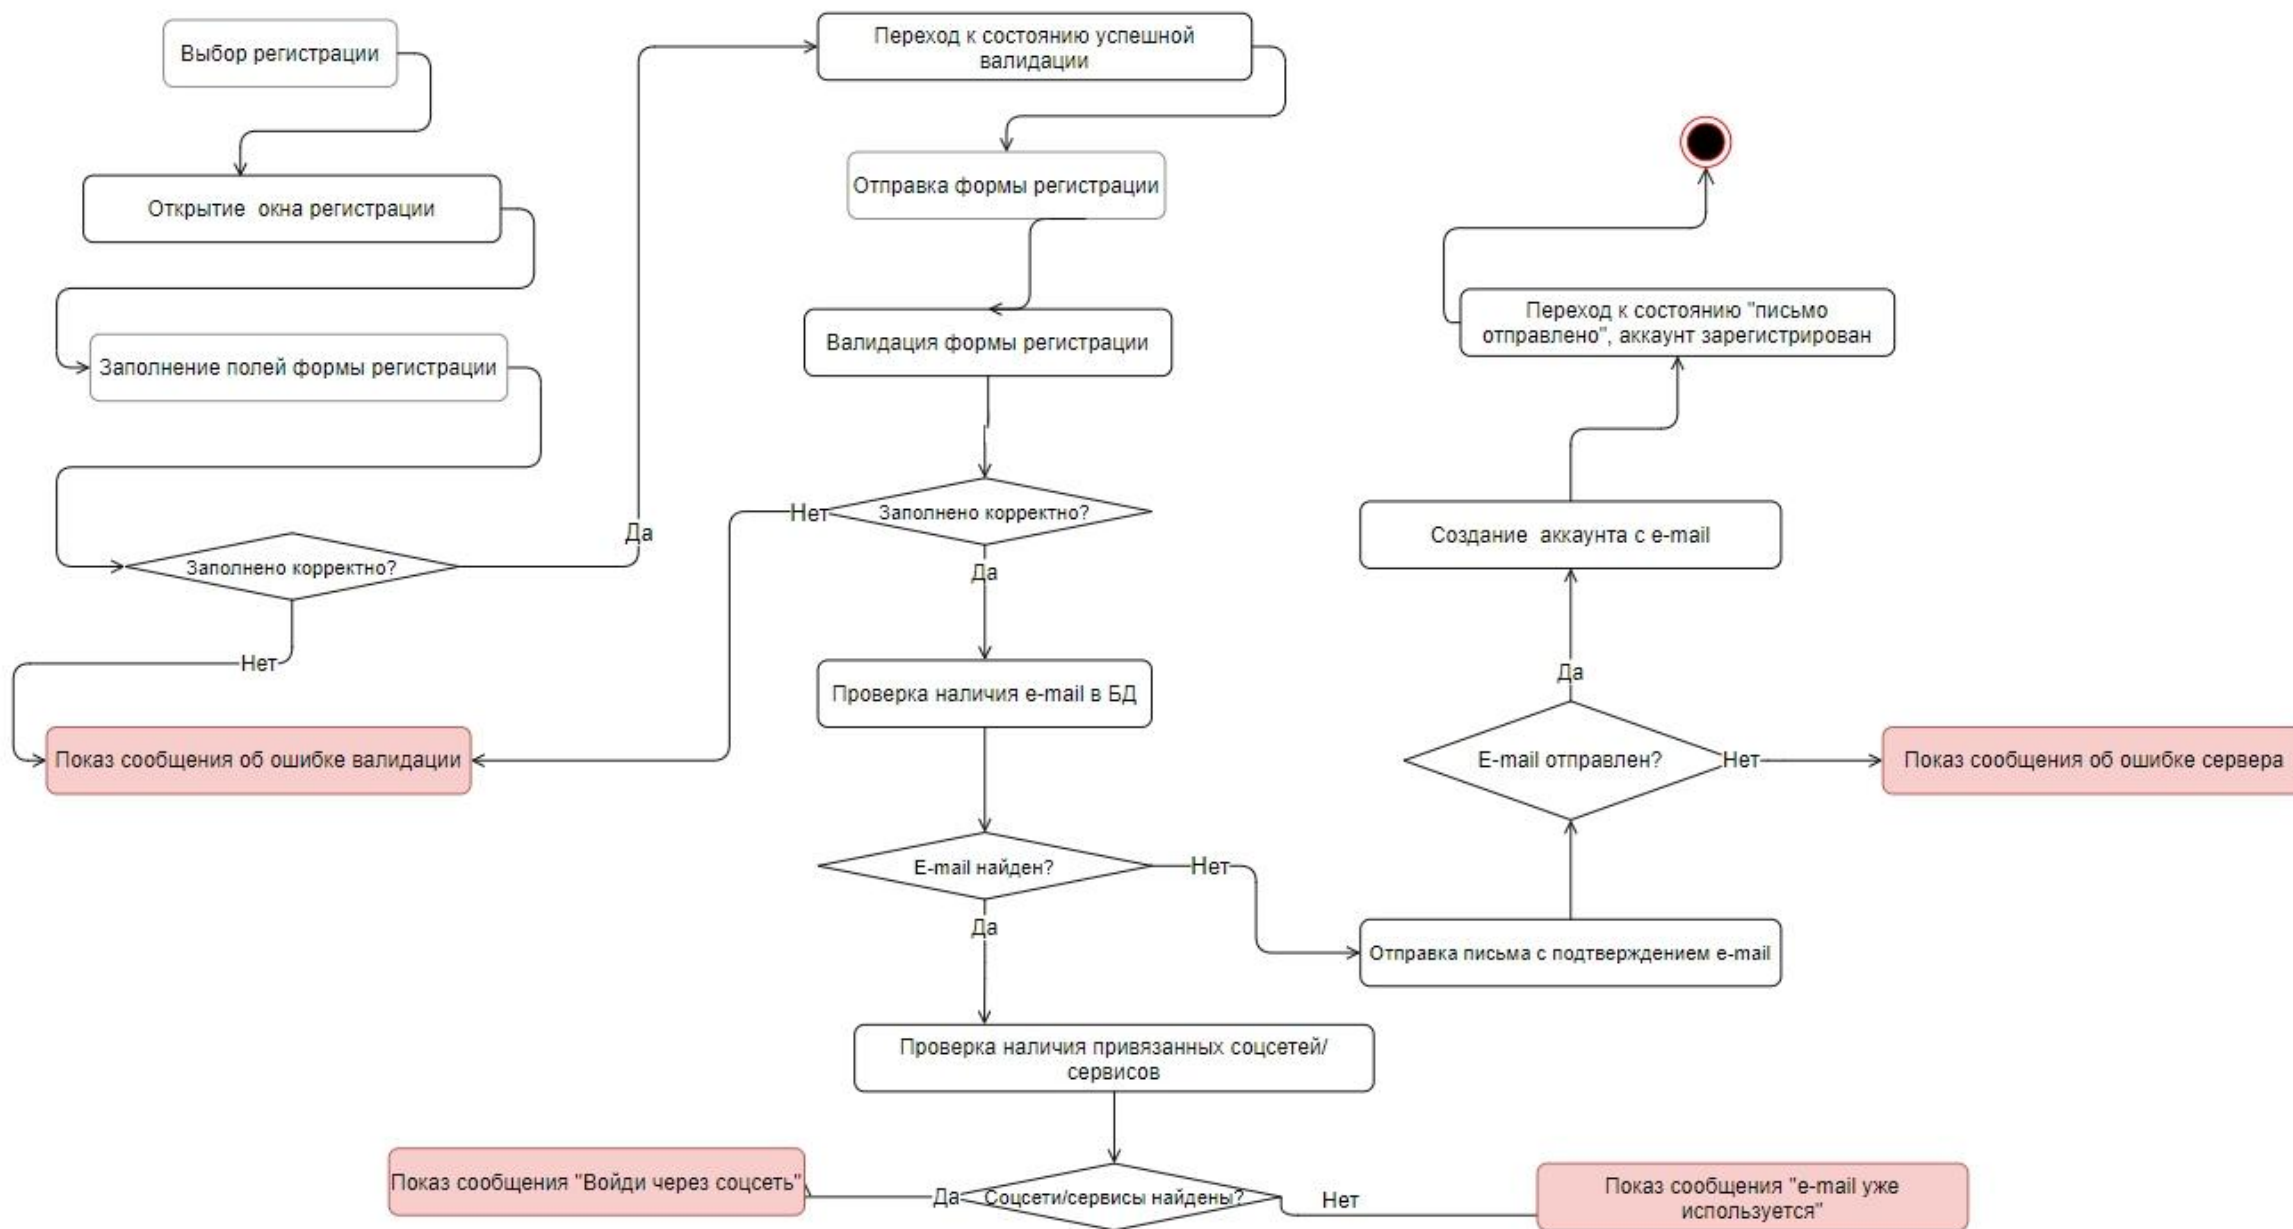 Выбор регистрации
Открытие  окна регистрации
Заполнение полей формы регистрации
Заполнено корректно?
Да
Нет
Показ сообщения об ошибке валидации
Переход к состоянию успешной
валидации
Отправка формы регистрации
Валидация формы регистрации
Заполнено корректно?
Нет
Да
Проверка наличия e-mail в БД
E-mail найден?
Нет
Да
Проверка наличия привязанных соцсетей/
сервисов
Соцсети/сервисы найдены?
Да
Показ сообщения "Войди через соцсеть"
Нет
Показ сообщения "e-mail уже
используется"
Отправка письма с подтверждением e-mail
E-mail отправлен?
Нет
Показ сообщения об ошибке сервера
Да
Создание  аккаунта с e-mail
Переход к состоянию "письмо
отправлено", аккаунт зарегистрирован